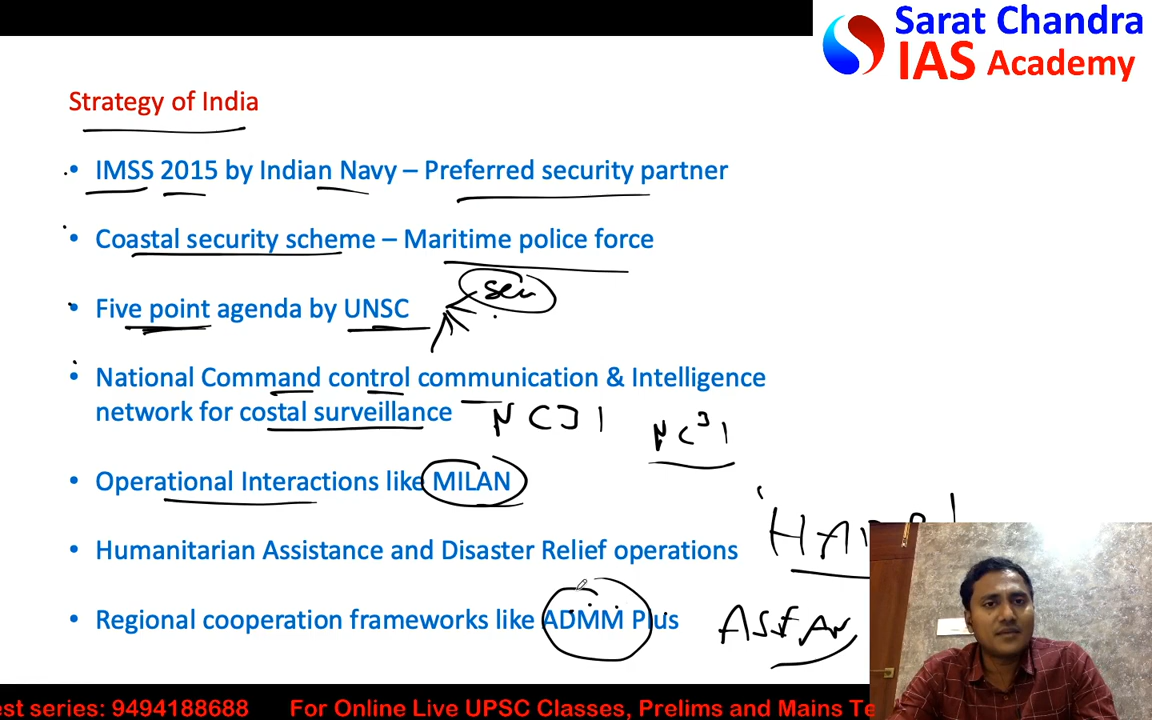 Sarat Chandra
IAS Academy
Strategy of India
• IMSS 2015 by Indian Navy – Preferred security partner
• Coastal security scheme – Maritime police force
• Five point agenda by UNSC
• National Command control communication & Intelligence
network for costal surveillance
NC3I
NC3I
• Operational Interactions like MILAN
• Humanitarian Assistance and Disaster Relief operations
• Regional cooperation frameworks like ADMM Plus
ASEAN
est series: 9494188688 For Online Live UPSC Classes, Prelims and Mains Te